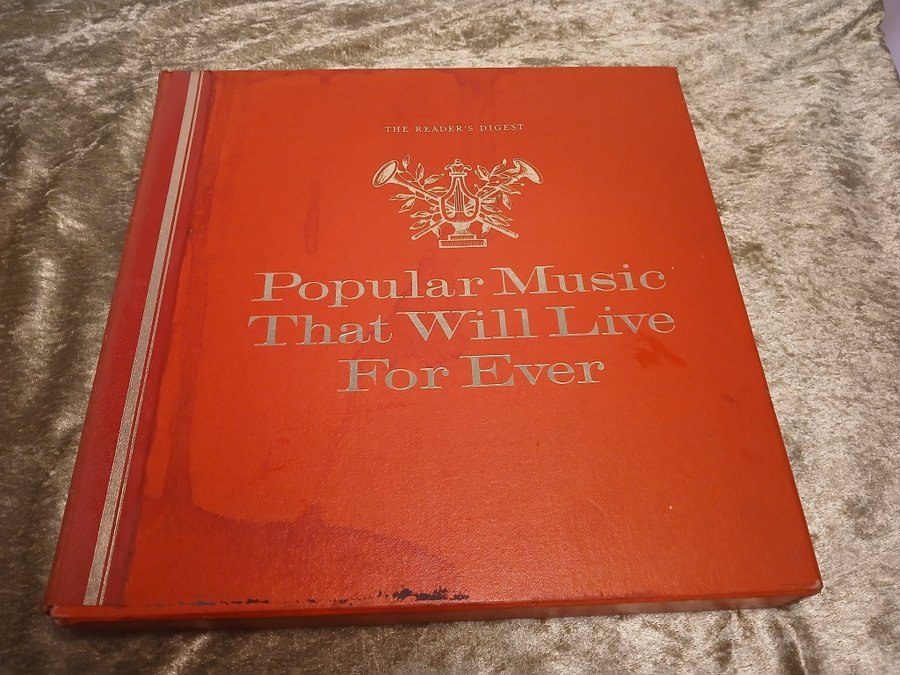 THE READER'S DIGEST
Popular Music
That Will Live
For Ever